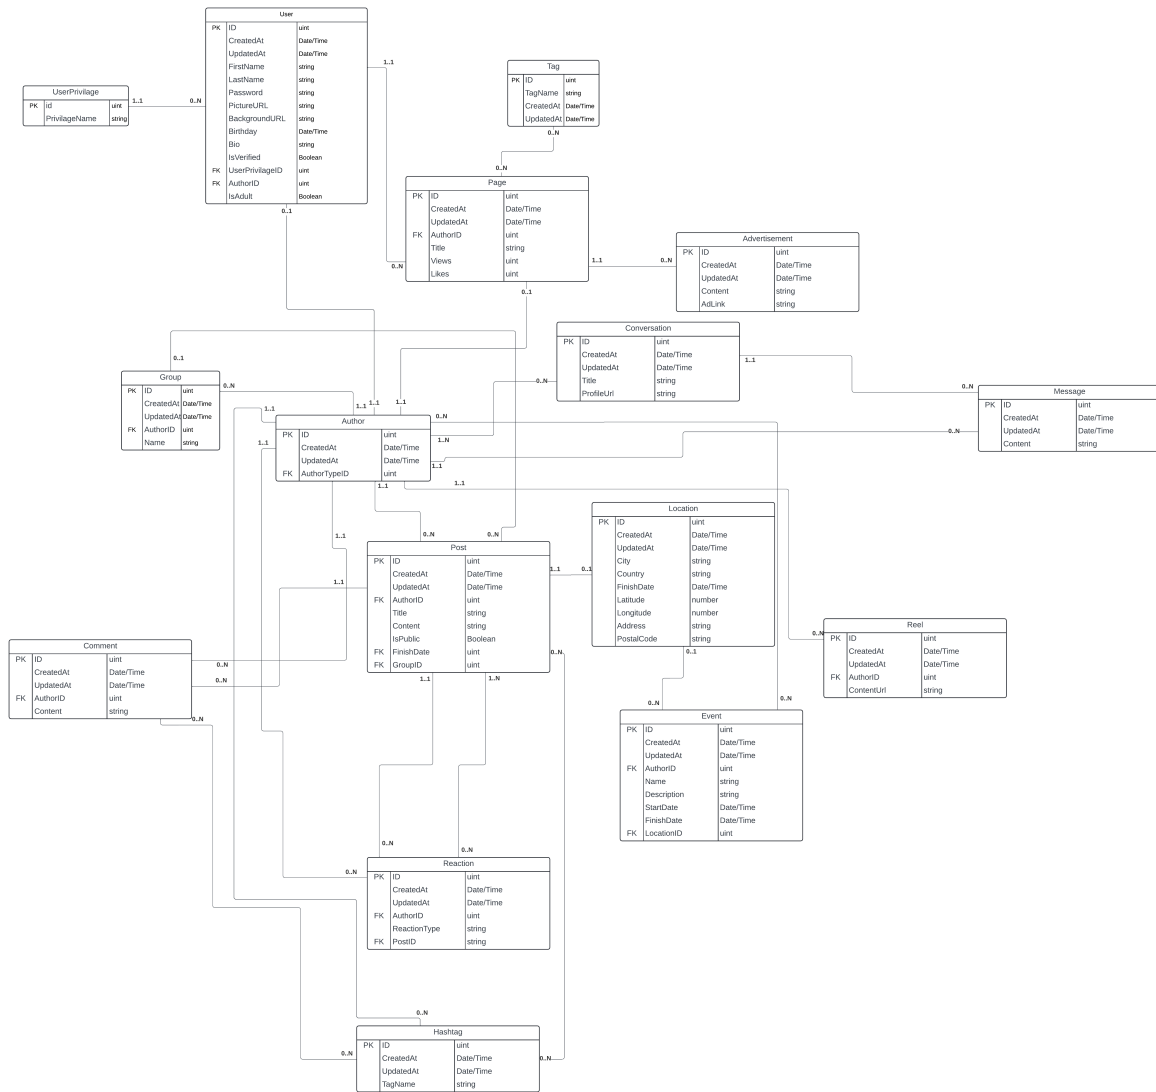 User
PK ID uint
CreatedAt Date/Time
UpdatedAt Date/Time
FirstName string
LastName string
Password string
PictureURL string
BackgroundURL string
Birthday Date/Time
Bio string
IsVerified Boolean
FK UserPrivilageID uint
FK AuthorID uint
IsAdult Boolean
1..1
0..1
0..N
1..1
UserPrivilage
PK id uint
PrivilageName string
Tag
PK ID uint
TagName string
CreatedAt Date/Time
UpdatedAt Date/Time
0..N
0..N
Page
PK ID uint
CreatedAt Date/Time
UpdatedAt Date/Time
FK AuthorID uint
Title string
Views uint
Likes uint
0..N
0..1
1..1
0..N
Advertisement
PK ID uint
CreatedAt Date/Time
UpdatedAt Date/Time
Content string
AdLink string
Conversation
PK ID uint
CreatedAt Date/Time
UpdatedAt Date/Time
Title string
ProfileUrl string
0..N
1..1
0..N
Message
PK ID uint
CreatedAt Date/Time
UpdatedAt Date/Time
Content string
0..N
0..1
Group
PK ID uint
CreatedAt Date/Time
UpdatedAt Date/Time
FK AuthorID uint
Name string
0..N
1..1
1..1
1..1
1..1
1..1
Author
PK ID uint
CreatedAt Date/Time
UpdatedAt Date/Time
FK AuthorTypeID uint
0..N
1..N
1..1
1..1
1..1
1..1
0..N
0..N
Post
PK ID uint
CreatedAt Date/Time
UpdatedAt Date/Time
FK AuthorID uint
Title string
Content string
IsPublic Boolean
FK FinishDate uint
FK GroupID uint
1..1
1..1
0..1
0..N
1..1
1..N
Location
PK ID uint
CreatedAt Date/Time
UpdatedAt Date/Time
City string
Country string
FinishDate Date/Time
Latitude number
Longitude number
Address string
PostalCode string
0..1
0..N
0..N
Reel
PK ID uint
CreatedAt Date/Time
UpdatedAt Date/Time
FK AuthorID uint
ContentUrl string
0..N
Comment
PK ID uint
CreatedAt Date/Time
UpdatedAt Date/Time
FK AuthorID uint
Content string
0..N
0..N
0..N
Event
PK ID uint
CreatedAt Date/Time
UpdatedAt Date/Time
FK AuthorID uint
Name string
Description string
StartDate Date/Time
FinishDate Date/Time
FK LocationID uint
0..N
0..N
0..N
Reaction
PK ID uint
CreatedAt Date/Time
UpdatedAt Date/Time
FK AuthorID uint
ReactionType string
FK PostID string
0..N
0..N
0..N
Hashtag
PK ID uint
CreatedAt Date/Time
UpdatedAt Date/Time
TagName string